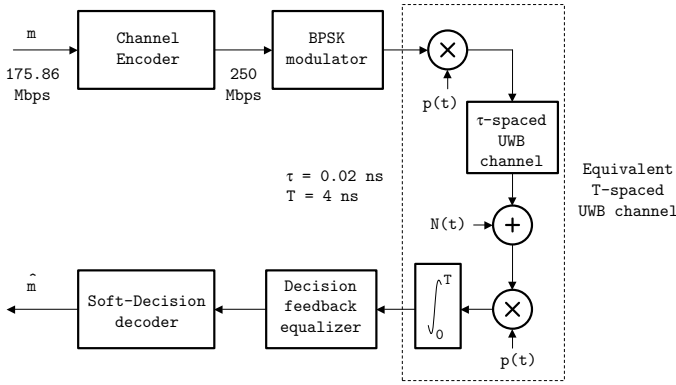 m
175.86
Mbps
Channel
Encoder
250
Mbps
BPSK
modulator
×
p(t)
τ-spaced
UWB
channel
τ = 0.02 ns
T = 4 ns
Equivalent
T-spaced
UWB channel
N(t)
+
m̂
Soft-Decision
decoder
Decision
feedback
equalizer
∫₀ᵀ
×
p(t)